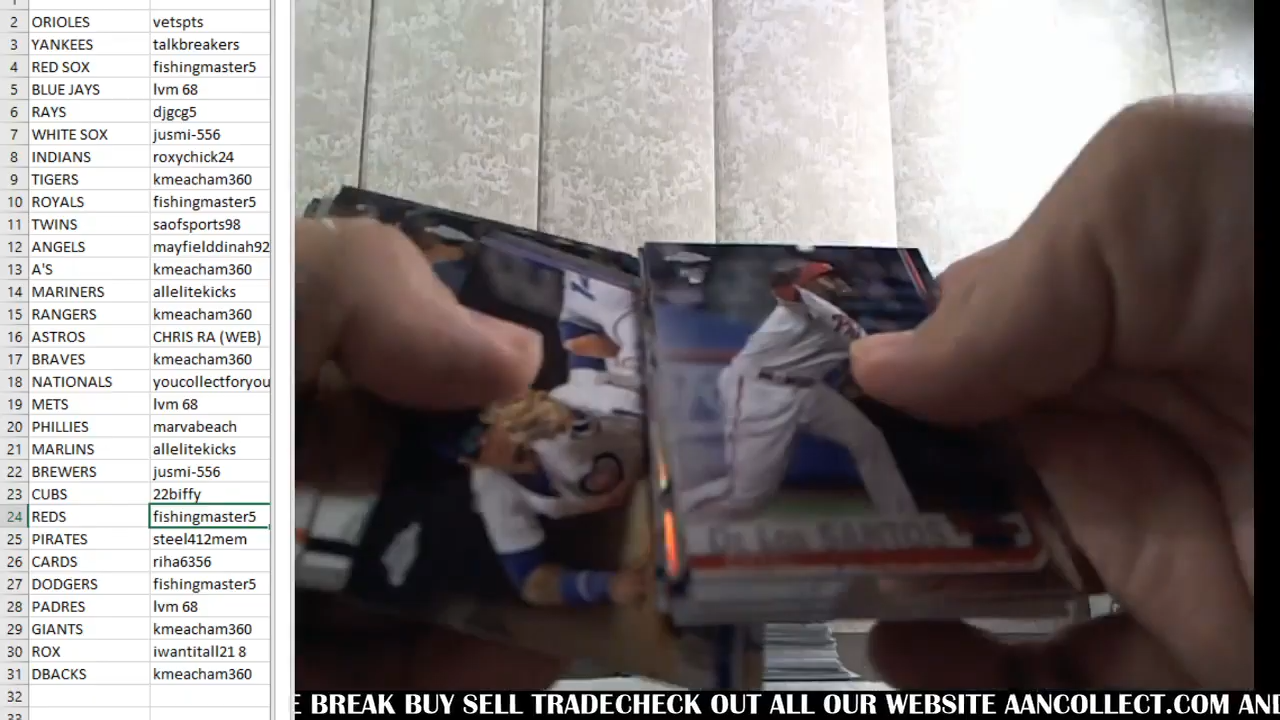 2 ORIOLES vetspts
3 YANKEES talkbreakers
4 RED SOX fishingmaster5
5 BLUE JAYS lvm 68
6 RAYS djgcg5
7 WHITE SOX jusmi-556
8 INDIANS roxychick24
9 TIGERS kmeacham360
10 ROYALS fishingmaster5
11 TWINS saofsports98
12 ANGELS mayfielddinah92
13 A'S kmeacham360
14 MARINERS allelitekicks
15 RANGERS kmeacham360
16 ASTROS CHRIS RA (WEB)
17 BRAVES kmeacham360
18 NATIONALS youcollectforyou
19 METS lvm 68
20 PHILLIES marvabeach
21 MARLINS allelitekicks
22 BREWERS jusmi-556
23 CUBS 22biffy
24 REDS fishingmaster5
25 PIRATES steel412mem
26 CARDS riha6356
27 DODGERS fishingmaster5
28 PADRES lvm 68
29 GIANTS kmeacham360
30 ROX iwantitall21 8
31 DBACKS kmeacham360
32
E BREAK BUY SELL TRADECHECK OUT ALL OUR WEBSITE AANCOLLECT.COM AND